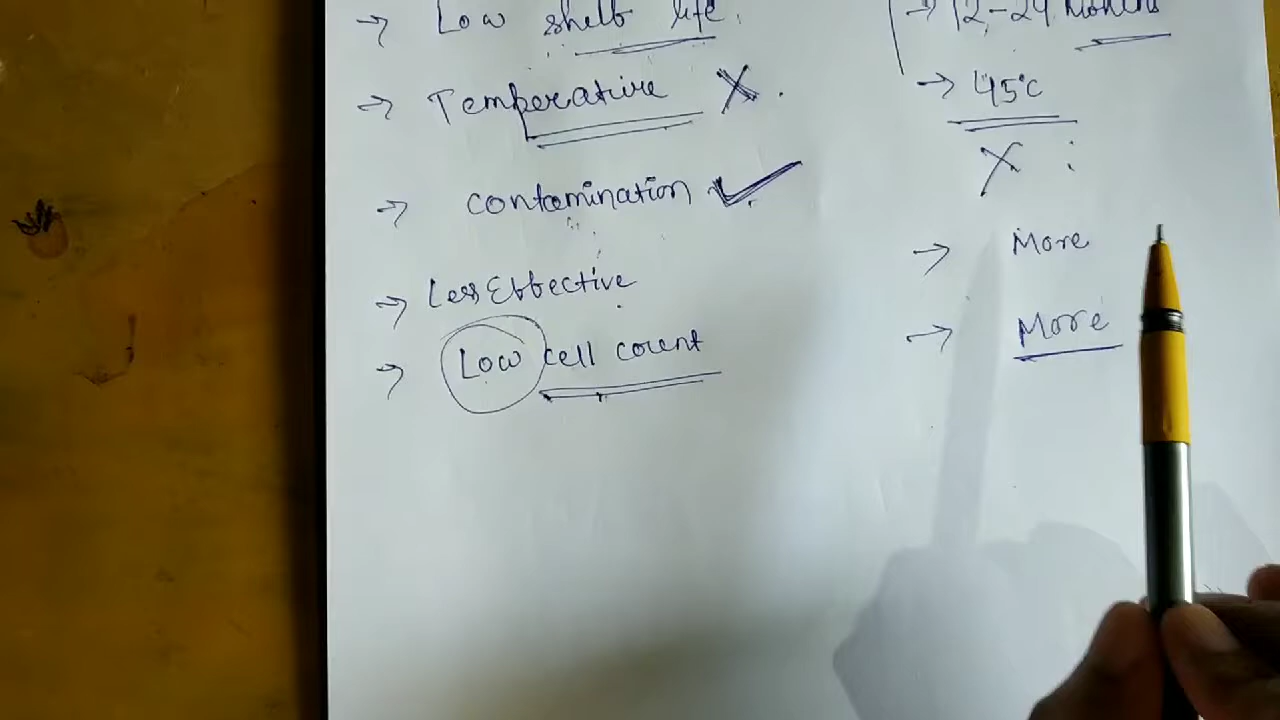 → Low shelf life.
→ 12-24 Months
→ Temperative X.
→ 45°C
X :
→ contamination ✓
→ More
→ Less Effective
→ More
→ Low cell count